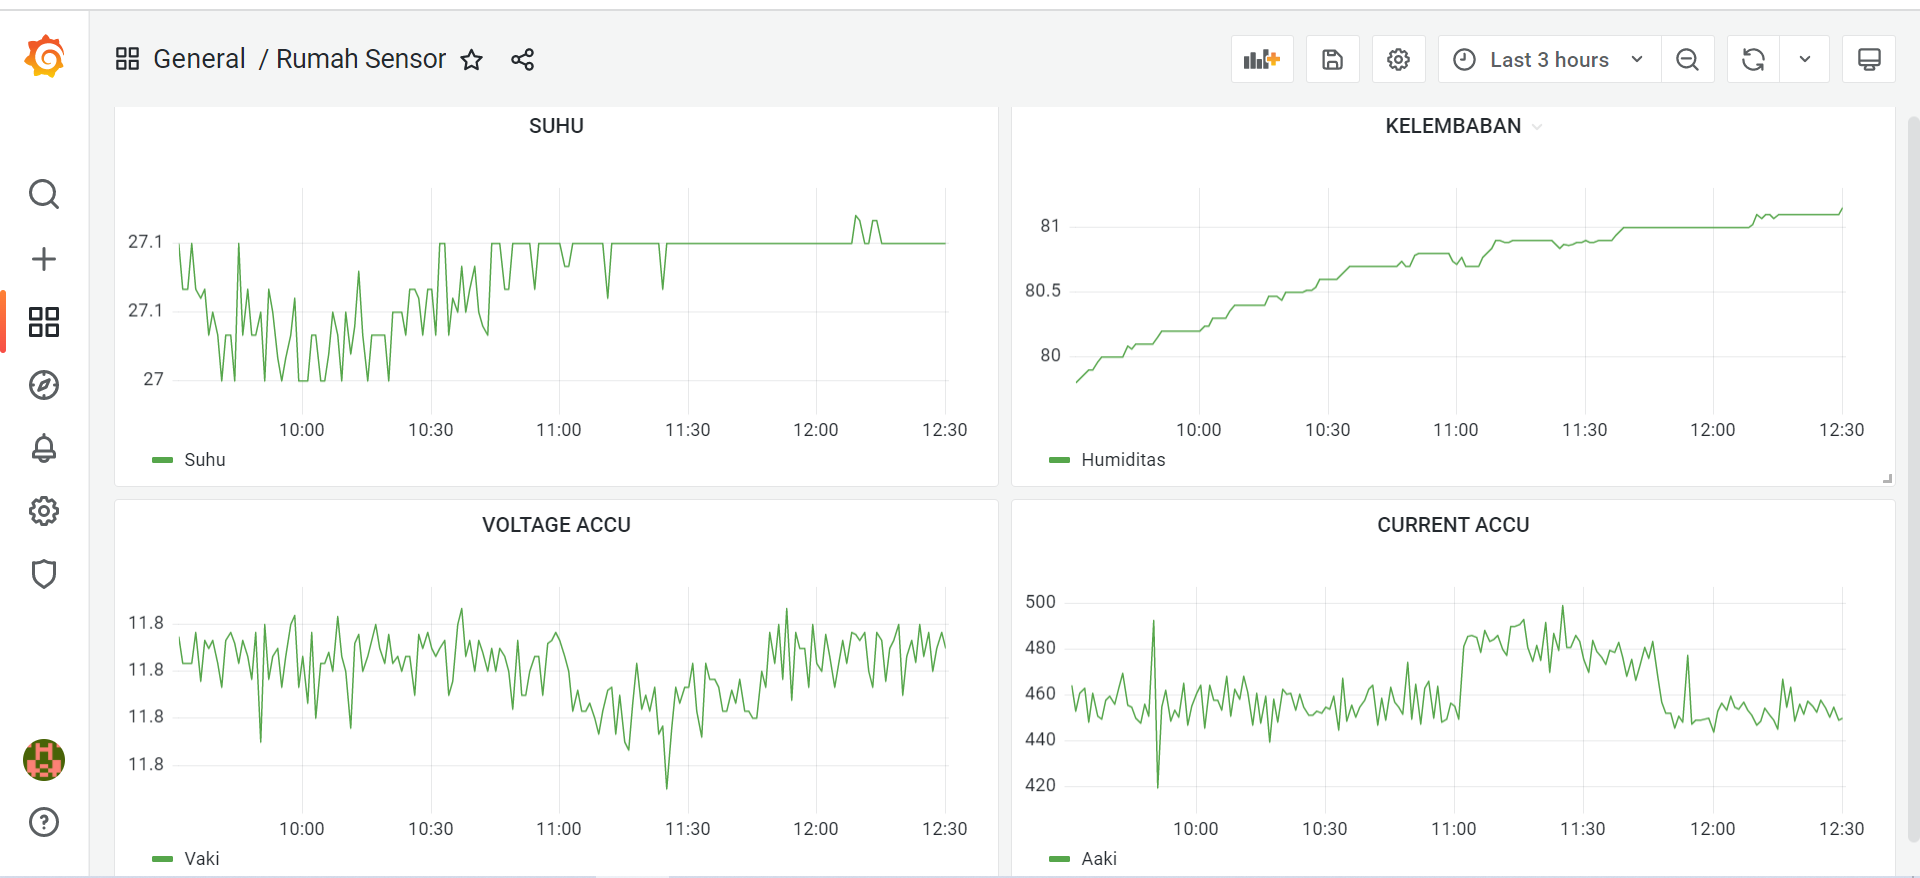 General / Rumah Sensor
Last 3 hours
SUHU
27.1
27.1
27
10:00 10:30 11:00 11:30 12:00 12:30
Suhu
KELEMBABAN
81
80.5
80
10:00 10:30 11:00 11:30 12:00 12:30
Humiditas
VOLTAGE ACCU
11.8
11.8
11.8
11.8
10:00 10:30 11:00 11:30 12:00 12:30
Vaki
CURRENT ACCU
500
480
460
440
420
10:00 10:30 11:00 11:30 12:00 12:30
Aaki